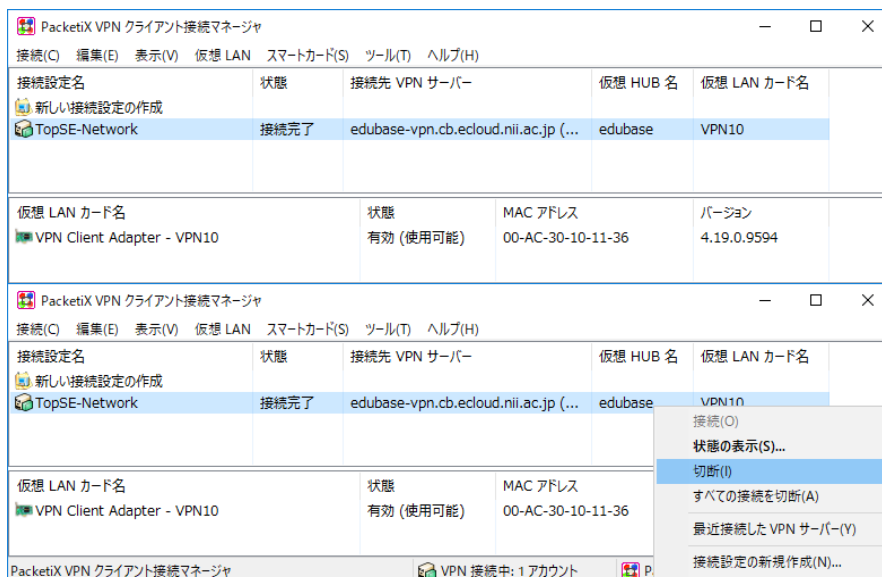 PacketiX VPN クライアント接続マネージャ
接続(C) 編集(E) 表示(V) 仮想 LAN スマートカード(S) ツール(T) ヘルプ(H)
接続設定名 状態 接続先 VPN サーバー 仮想 HUB 名 仮想 LAN カード名
新しい接続設定の作成
TopSE-Network 接続完了 edubase-vpn.cb.ecloud.nii.ac.jp (... edubase VPN10
仮想 LAN カード名 状態 MAC アドレス バージョン
VPN Client Adapter - VPN10 有効 (使用可能) 00-AC-30-10-11-36 4.19.0.9594
PacketiX VPN クライアント接続マネージャ
接続(C) 編集(E) 表示(V) 仮想 LAN スマートカード(S) ツール(T) ヘルプ(H)
接続設定名 状態 接続先 VPN サーバー 仮想 HUB 名 仮想 LAN カード名
新しい接続設定の作成
TopSE-Network 接続完了 edubase-vpn.cb.ecloud.nii.ac.jp (... edubase VPN10
接続(O)
状態の表示(S)...
切断(I)
すべての接続を切断(A)
最近接続した VPN サーバー(Y)
接続設定の新規作成(N)...
仮想 LAN カード名 状態 MAC アドレス
VPN Client Adapter - VPN10 有効 (使用可能) 00-AC-30-10-11-36
PacketiX VPN クライアント接続マネージャ VPN 接続中: 1 アカウント